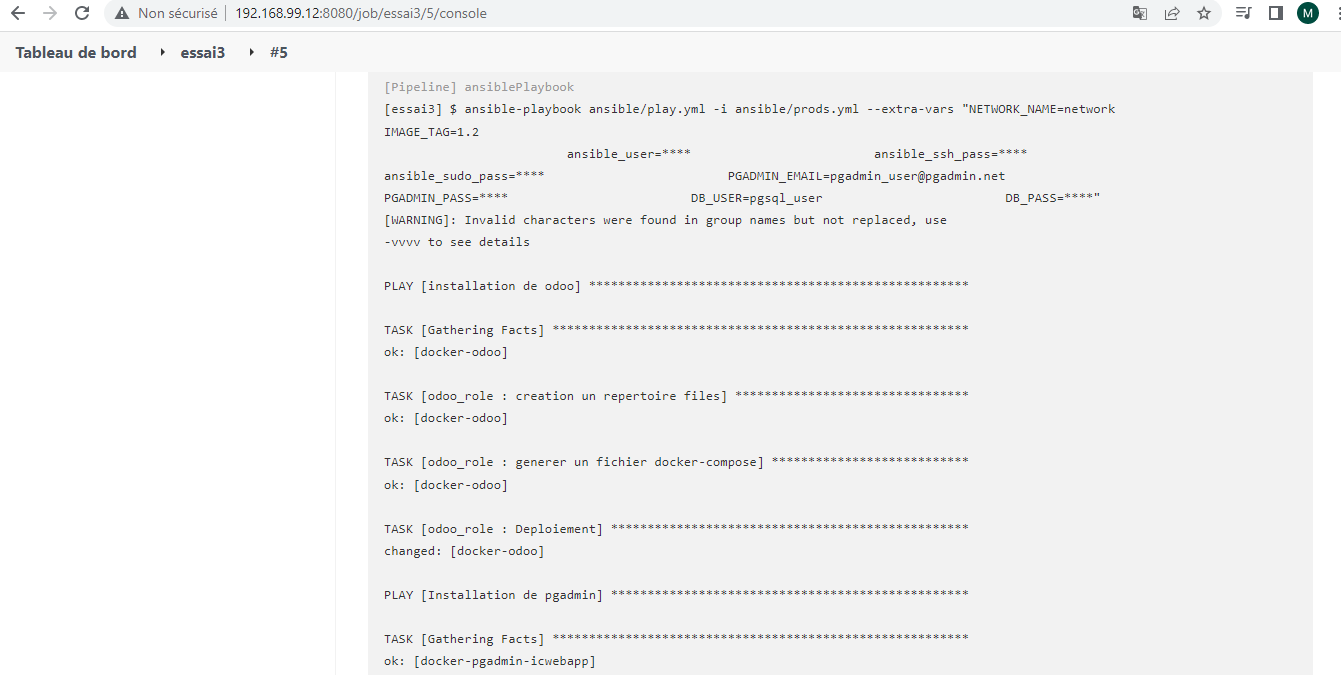 Non sécurisé 192.168.99.12:8080/job/essai3/5/console M
Tableau de bord essai3 #5
[Pipeline] ansiblePlaybook
[essai3] $ ansible-playbook ansible/play.yml -i ansible/prods.yml --extra-vars "NETWORK_NAME=network
IMAGE_TAG=1.2
ansible_user=**** ansible_ssh_pass=****
ansible_sudo_pass=**** PGADMIN_EMAIL=pgadmin_user@pgadmin.net
PGADMIN_PASS=**** DB_USER=pgsql_user DB_PASS=****"
[WARNING]: Invalid characters were found in group names but not replaced, use
-vvvv to see details
PLAY [installation de odoo] ****************************************************
TASK [Gathering Facts] *********************************************************
ok: [docker-odoo]
TASK [odoo_role : creation un repertoire files] ********************************
ok: [docker-odoo]
TASK [odoo_role : generer un fichier docker-compose] ***************************
ok: [docker-odoo]
TASK [odoo_role : Deploiement] *************************************************
changed: [docker-odoo]
PLAY [Installation de pgadmin] *************************************************
TASK [Gathering Facts] *********************************************************
ok: [docker-pgadmin-icwebapp]